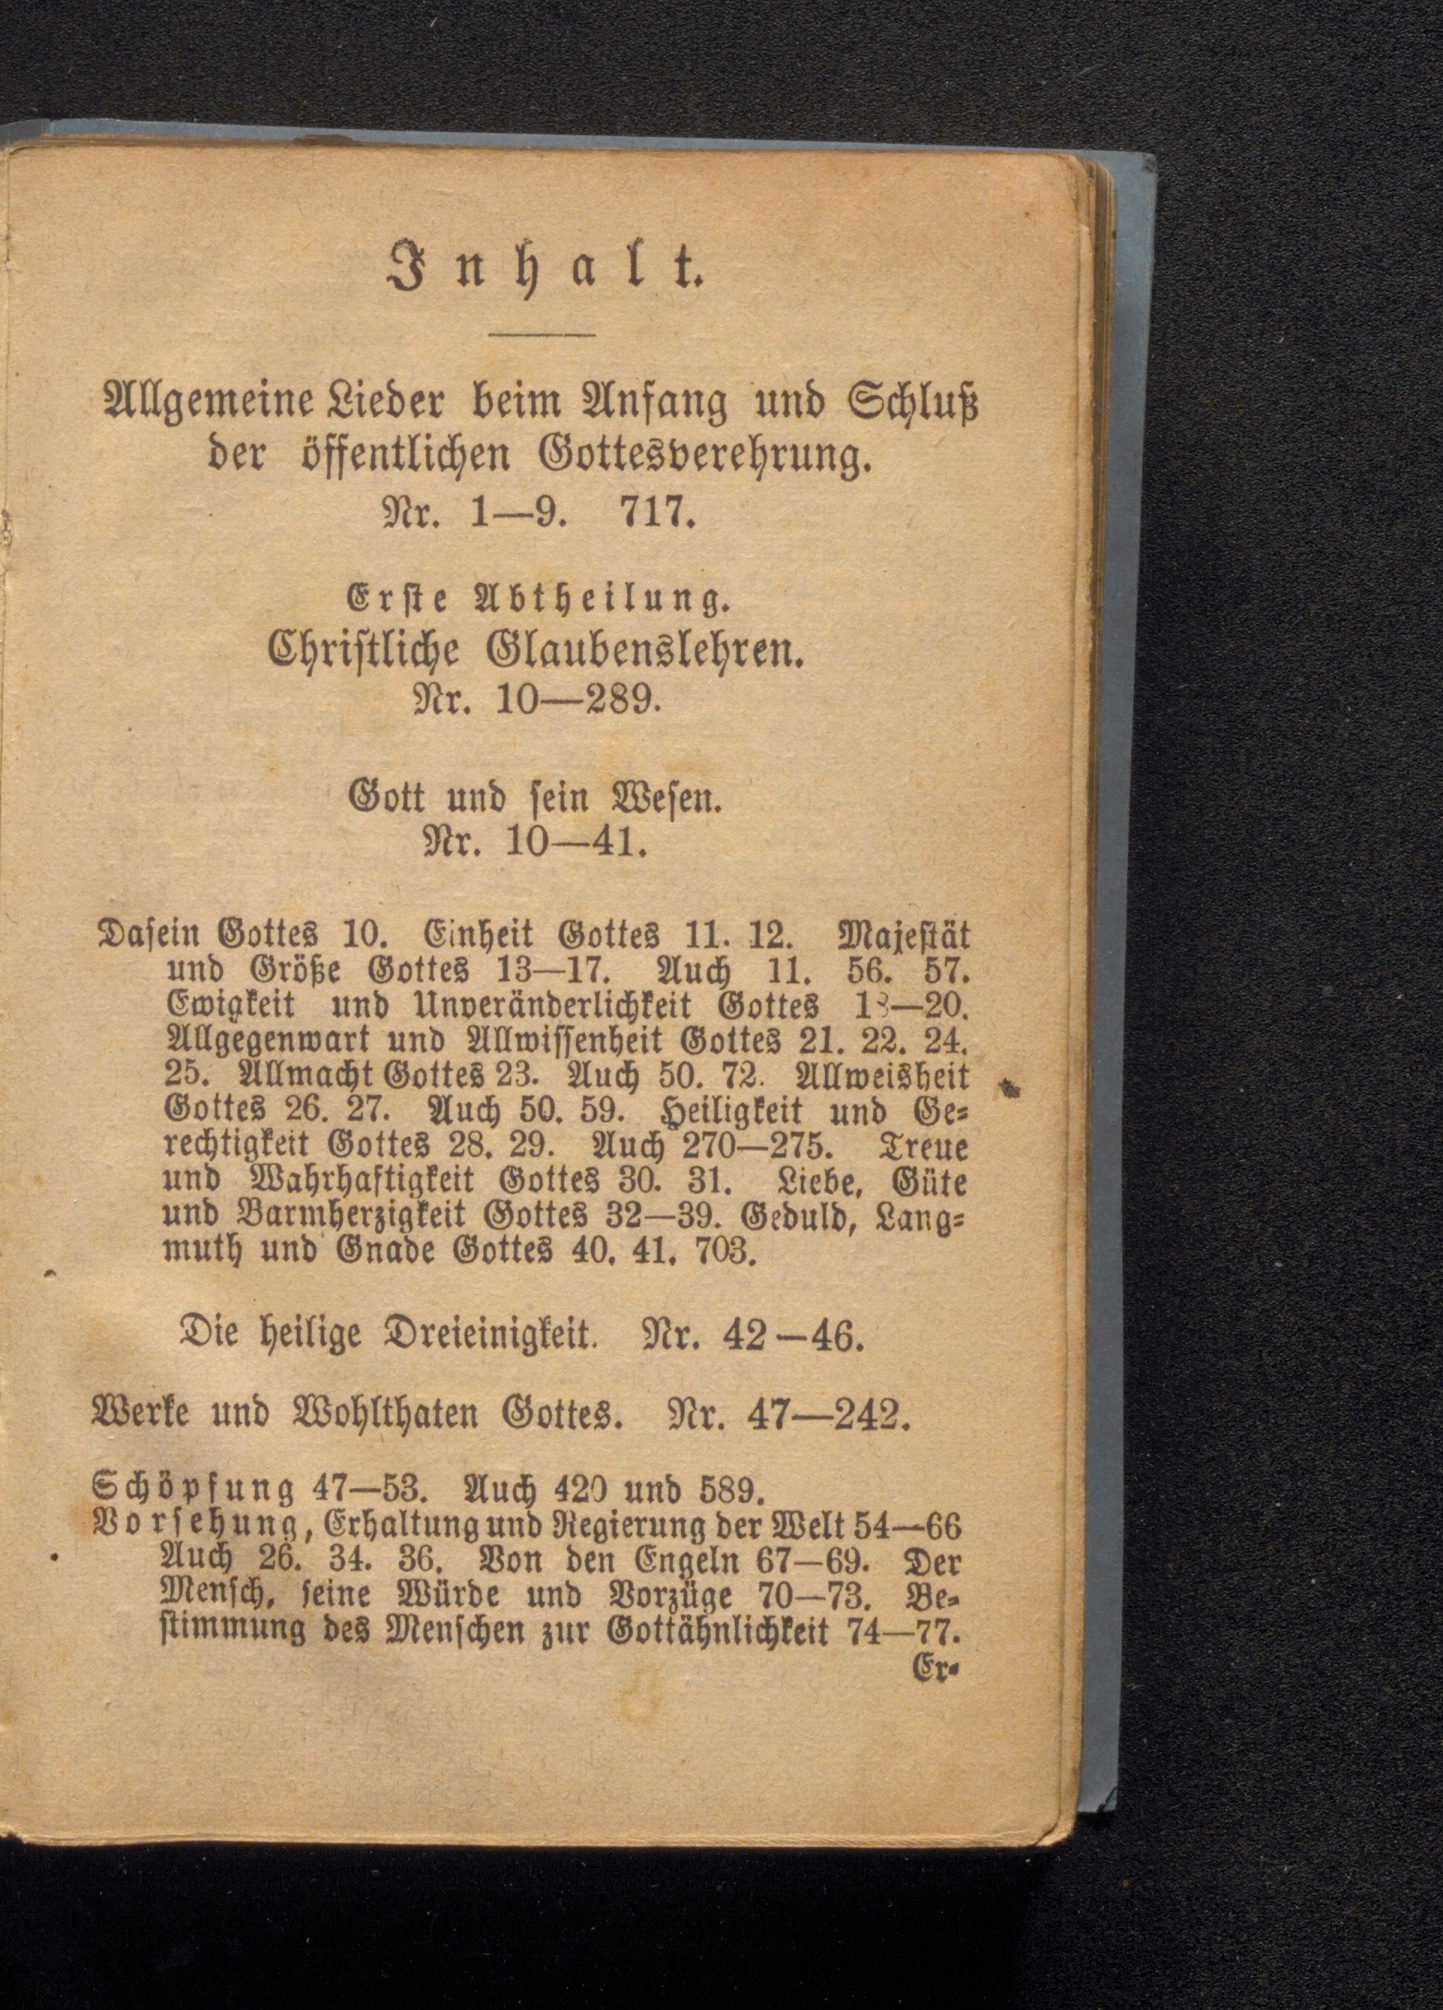 Inhalt.
Allgemeine Lieder beim Anfang und Schluß
der öffentlichen Gottesverehrung.
Nr. 1—9. 717.
Erste Abtheilung.
Christliche Glaubenslehren.
Nr. 10—289.
Gott und sein Wesen.
Nr. 10—41.
Dasein Gottes 10. Einheit Gottes 11. 12. Majestät
und Größe Gottes 13—17. Auch 11. 56. 57.
Ewigkeit und Unveränderlichkeit Gottes 18—20.
Allgegenwart und Allwissenheit Gottes 21. 22. 24.
25. Allmacht Gottes 23. Auch 50. 72. Allweisheit
Gottes 26. 27. Auch 50. 59. Heiligkeit und Ge-
rechtigkeit Gottes 28. 29. Auch 270—275. Treue
und Wahrhaftigkeit Gottes 30. 31. Liebe, Güte
und Barmherzigkeit Gottes 32—39. Geduld, Lang-
muth und Gnade Gottes 40. 41. 703.
Die heilige Dreieinigkeit. Nr. 42—46.
Werke und Wohlthaten Gottes. Nr. 47—242.
Schöpfung 47—53. Auch 420 und 589.
Vorsehung, Erhaltung und Regierung der Welt 54—66
Auch 26. 34. 36. Von den Engeln 67—69. Der
Mensch, seine Würde und Vorzüge 70—73. Be-
stimmung des Menschen zur Gottähnlichkeit 74—77.
Er-